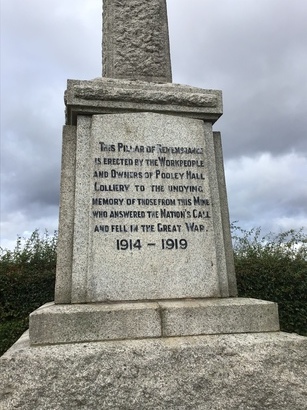 This Pillar of Remembrance
is erected by the Workpeople
and Owners of Pooley Hall
Colliery to the undying
memory of those from this Mine
who answered the Nation's Call
and fell in the Great War.
1914 – 1919